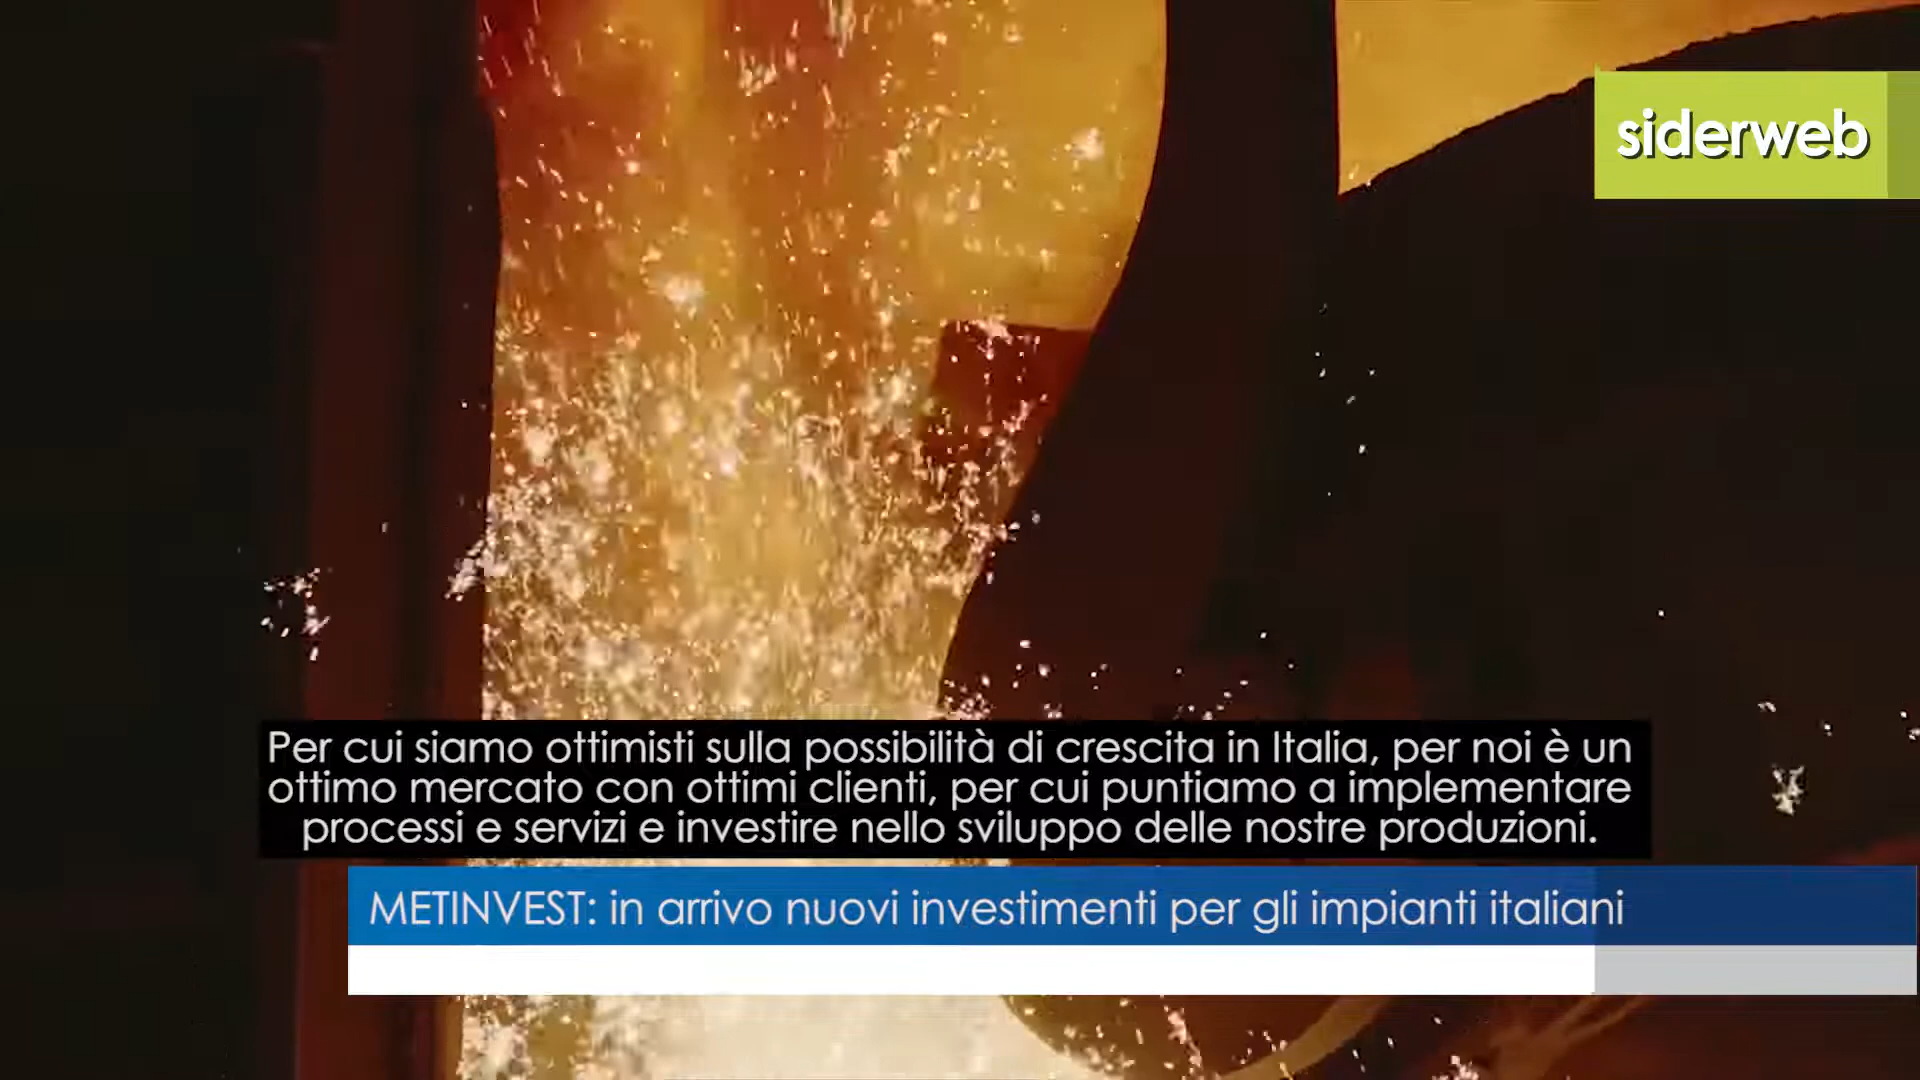 siderweb
Per cui siamo ottimisti sulla possibilità di crescita in Italia, per noi è un
ottimo mercato con ottimi clienti, per cui puntiamo a implementare
processi e servizi e investire nello sviluppo delle nostre produzioni.
METINVEST: in arrivo nuovi investimenti per gli impianti italiani